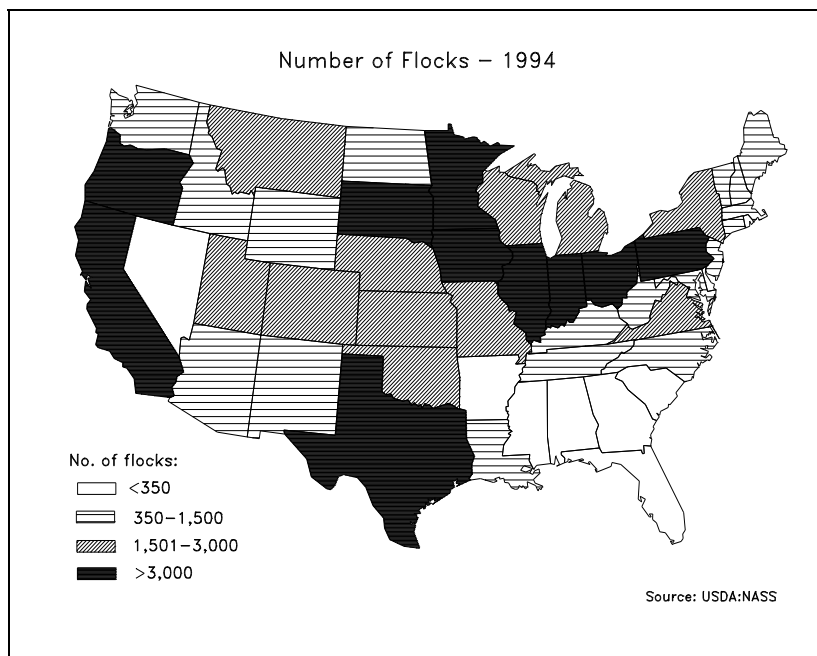 Number of Flocks – 1994
No. of flocks:
<350
350–1,500
1,501–3,000
>3,000
Source: USDA:NASS